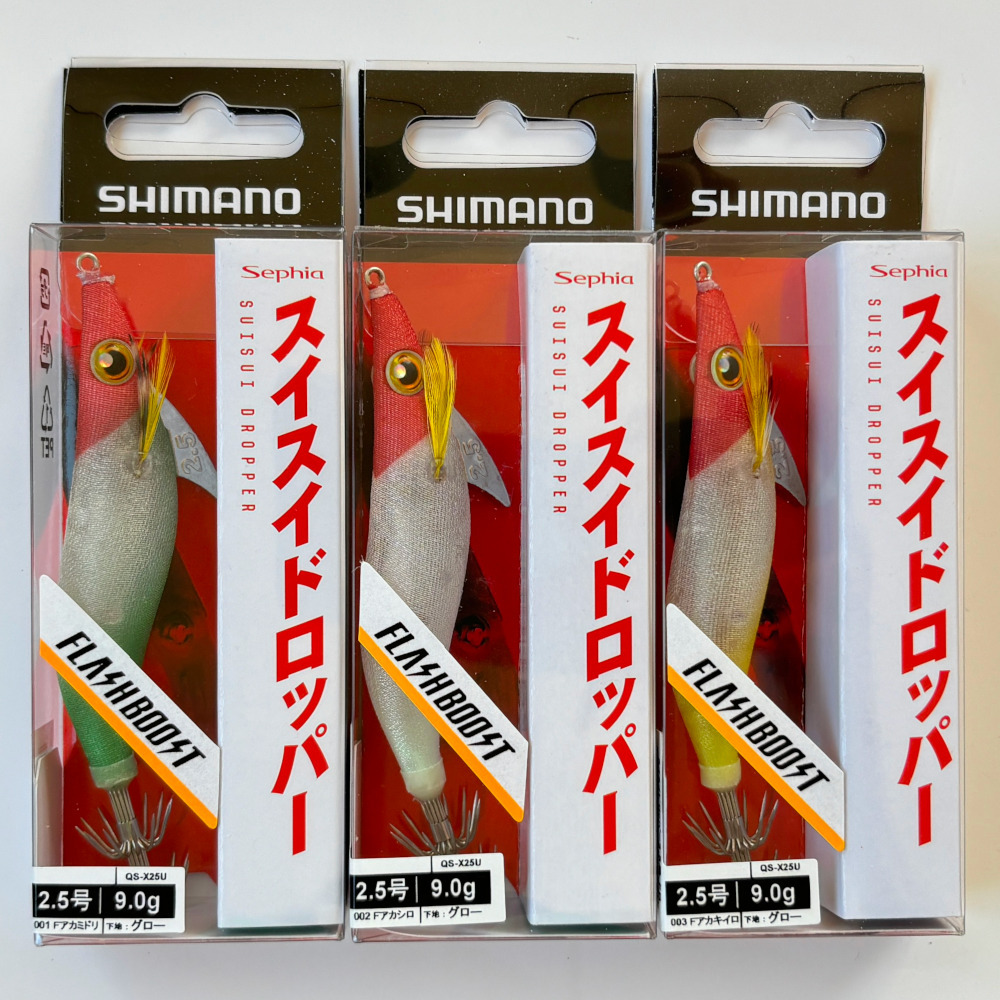 SHIMANO
Sephia
スイスイドロッパー
SUISUI DROPPER
2.5
FLASHBOOST
QS-X25U
2.5号 9.0g
001 FアカミドリI 下地：グロー
PET
SHIMANO
Sephia
スイスイドロッパー
SUISUI DROPPER
2.5
FLASHBOOST
QS-X25U
2.5号 9.0g
002 Fアカシロ 下地：グロー
SHIMANO
Sephia
スイスイドロッパー
SUISUI DROPPER
2.5
FLASHBOOST
QS-X25U
2.5号 9.0g
003 Fアカキイロ 下地：グロー